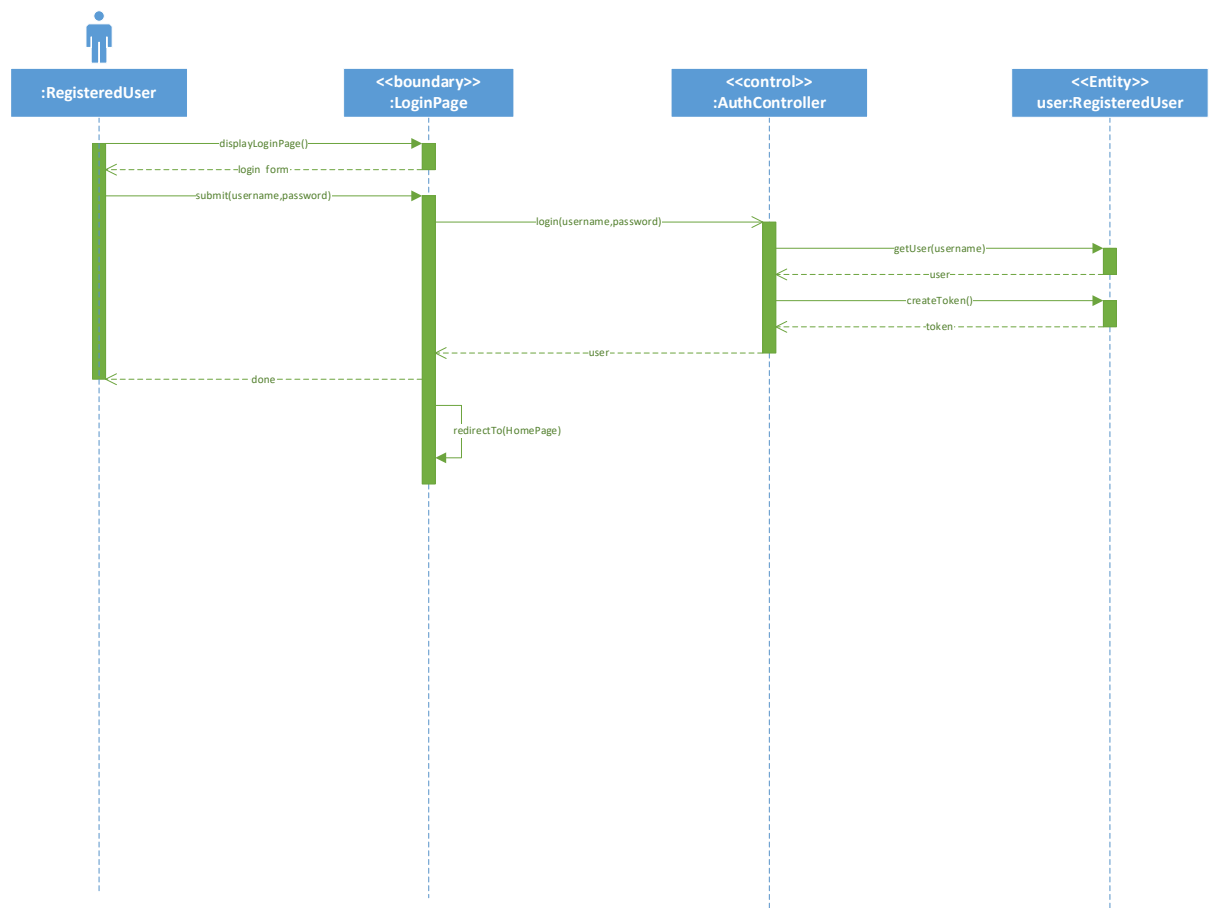 :RegisteredUser
<<boundary>>
:LoginPage
<<control>>
:AuthController
<<Entity>>
user:RegisteredUser
displayLoginPage()
login form
submit(username,password)
login(username,password)
getUser(username)
user
createToken()
token
user
done
redirectTo(HomePage)